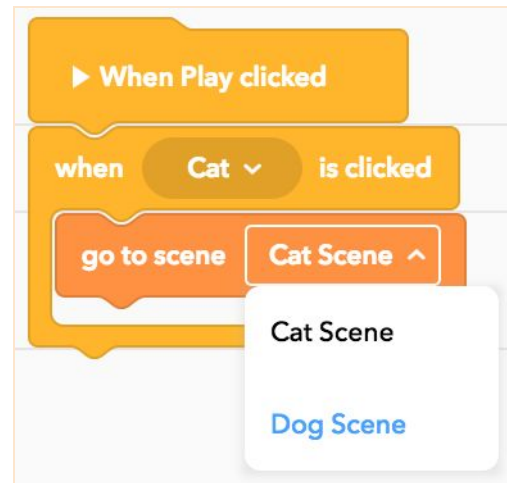 When Play clicked
when Cat is clicked
go to scene Cat Scene
Cat Scene
Dog Scene